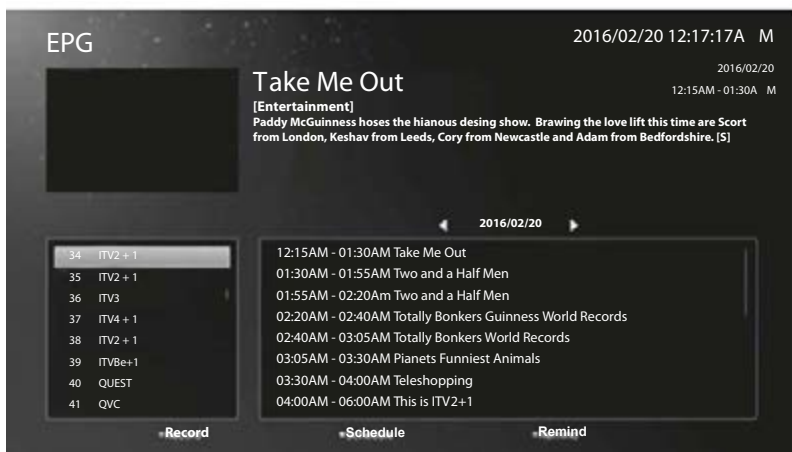 EPG
2016/02/20 12:17:17A M
2016/02/20
12:15AM - 01:30A M
Take Me Out
[Entertainment]
Paddy McGuinness hoses the hianous desing show. Brawing the love lift this time are Scort
from London, Keshav from Leeds, Cory from Newcastle and Adam from Bedfordshire. [S]
2016/02/20
34 ITV2 + 1
35 ITV2 + 1
36 ITV3
37 ITV4 + 1
38 ITV2 + 1
39 ITVBe+1
40 QUEST
41 QVC
12:15AM - 01:30AM Take Me Out
01:30AM - 01:55AM Two and a Half Men
01:55AM - 02:20Am Two and a Half Men
02:20AM - 02:40AM Totally Bonkers Guinness World Records
02:40AM - 03:05AM Totally Bonkers World Records
03:05AM - 03:30AM Pianets Funniest Animals
03:30AM - 04:00AM Teleshopping
04:00AM - 06:00AM This is ITV2+1
Record
Schedule
Remind